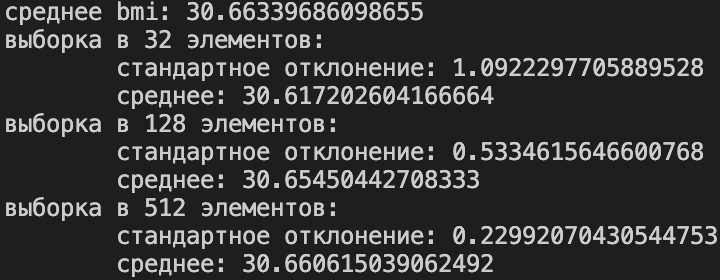 среднее bmi: 30.66339686098655
выборка в 32 элементов:
стандартное отклонение: 1.0922297705889528
среднее: 30.617202604166664
выборка в 128 элементов:
стандартное отклонение: 0.5334615646600768
среднее: 30.65450442708333
выборка в 512 элементов:
стандартное отклонение: 0.22992070430544753
среднее: 30.660615039062492